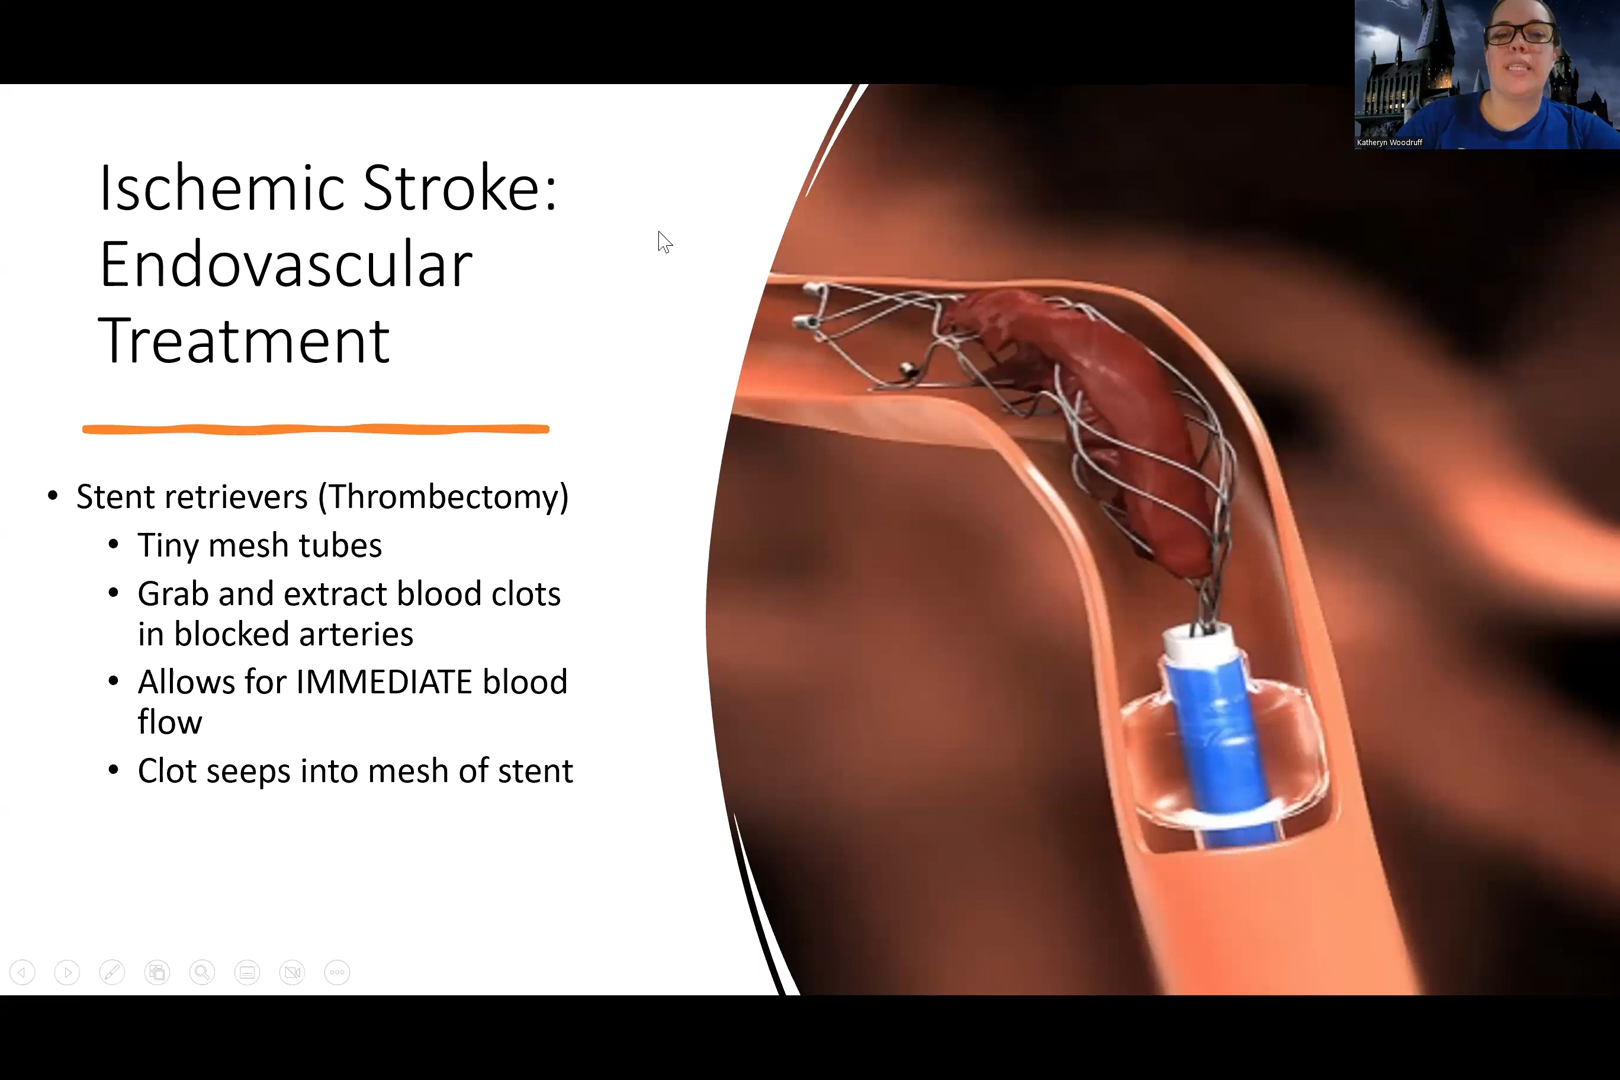 Katheryn Woodruff
Ischemic Stroke:
Endovascular
Treatment
• Stent retrievers (Thrombectomy)
• Tiny mesh tubes
• Grab and extract blood clots
in blocked arteries
• Allows for IMMEDIATE blood
flow
• Clot seeps into mesh of stent